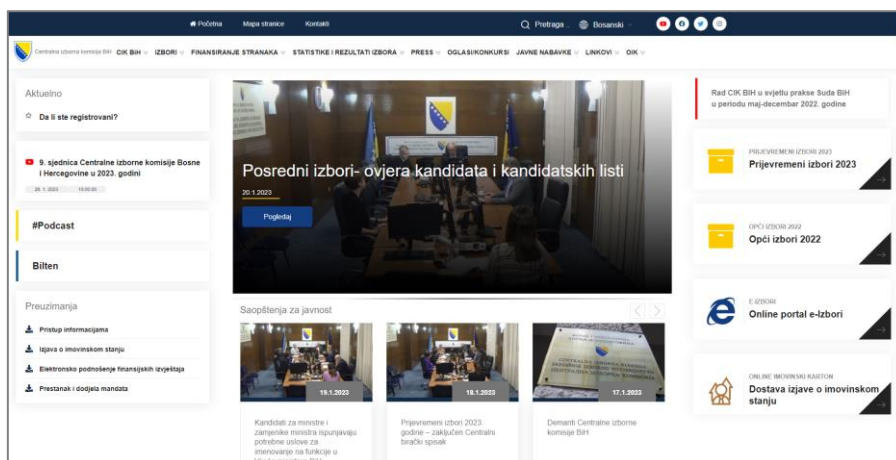 Početna Mapa stranice Kontakti Pretraga .. Bosanski
Centralna izborna komisija BiH CIK BiH IZBORI FINANSIRANJE STRANAKA STATISTIKE I REZULTATI IZBORA PRESS OGLASI/KONKURSI JAVNE NABAVKE LINKOVI OIK
Aktuelno
Da li ste registrovani?
9. sjednica Centralne izborne komisije Bosne
i Hercegovine u 2023. godini
#Podcast
Bilten
Preuzimanja
Pristup informacijama
Izjava o imovinskom stanju
Elektronsko podnošenje finansijskih izvještaja
Prestanak i dodjela mandata
Posredni izbori- ovjera kandidata i kandidatskih listi
20.1.2023
Pogledaj
Saopštenja za javnost
19.1.2023
Kandidati za ministre i
zamjenike ministra ispunjavaju
potrebne uslove za
imenovanje na funkcije u
18.1.2023
Prijevremeni izbori 2023.
godine – zaključen Centralni
birački spisak
17.1.2023
Demanti Centralne izborne
komisije BiH
Rad CIK BIH u svjetlu prakse Suda BiH
u periodu maj-decembar 2022. godine
PRIJEVREMENI IZBORI 2023
Prijevremeni izbori 2023
OPĆI IZBORI 2022
Opći izbori 2022
E-IZBORI
Online portal e-Izbori
ONLINE IMOVINSKI KARTON
Dostava izjave o imovinskom
stanju